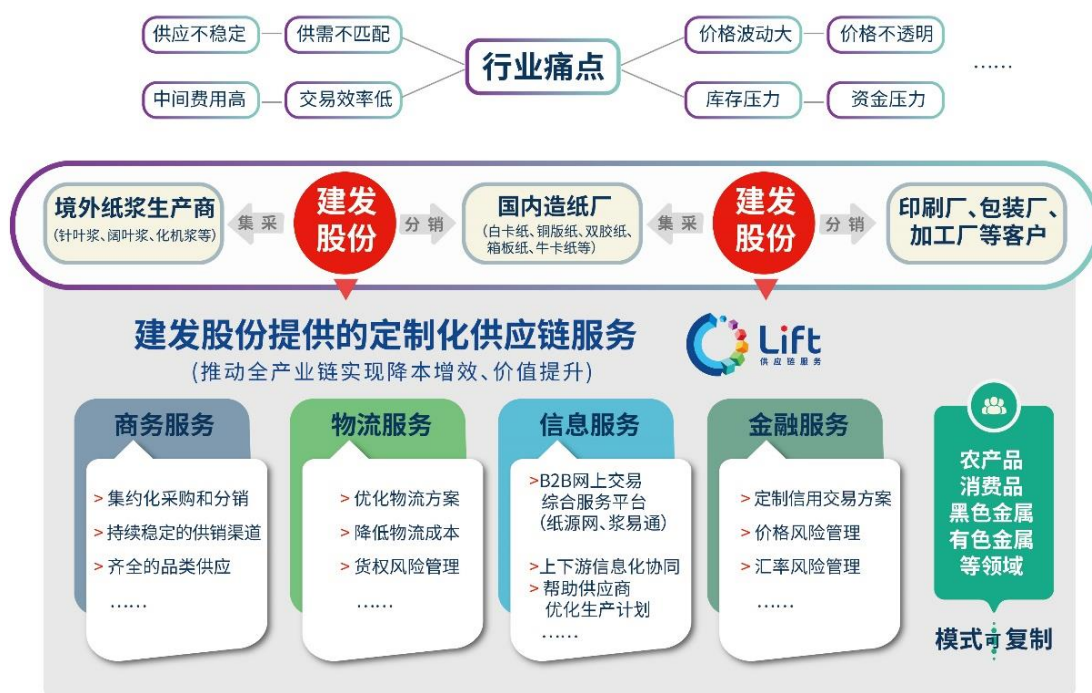 供应不稳定
供需不匹配
行业痛点
价格波动大
价格不透明
中间费用高
交易效率低
库存压力
资金压力
……
境外纸浆生产商
(针叶浆、阔叶浆、化机浆等)
集采
建发
股份
分销
国内造纸厂
(白卡纸、铜版纸、双胶纸、
箱板纸、牛卡纸等)
集采
建发
股份
分销
印刷厂、包装厂、
加工厂等客户
建发股份提供的定制化供应链服务
(推动全产业链实现降本增效、价值提升)
Lift
供应链服务
商务服务
>集约化采购和分销
>持续稳定的供销渠道
>齐全的品类供应
……
物流服务
>优化物流方案
>降低物流成本
>货权风险管理
……
信息服务
>B2B网上交易
综合服务平台
(纸源网、浆易通)
>上下游信息化协同
>帮助供应商
优化生产计划
……
金融服务
>定制信用交易方案
>价格风险管理
>汇率风险管理
……
农产品
消费品
黑色金属
有色金属
等领域
模式可复制